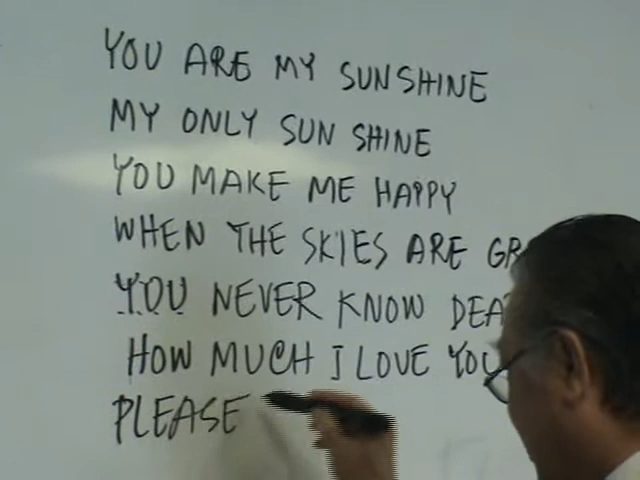 YOU ARE MY SUNSHINE
MY ONLY SUN SHINE
YOU MAKE ME HAPPY
WHEN THE SKIES ARE
YOU NEVER KNOW
HOW MUCH I LOVE YOU
PLEASE